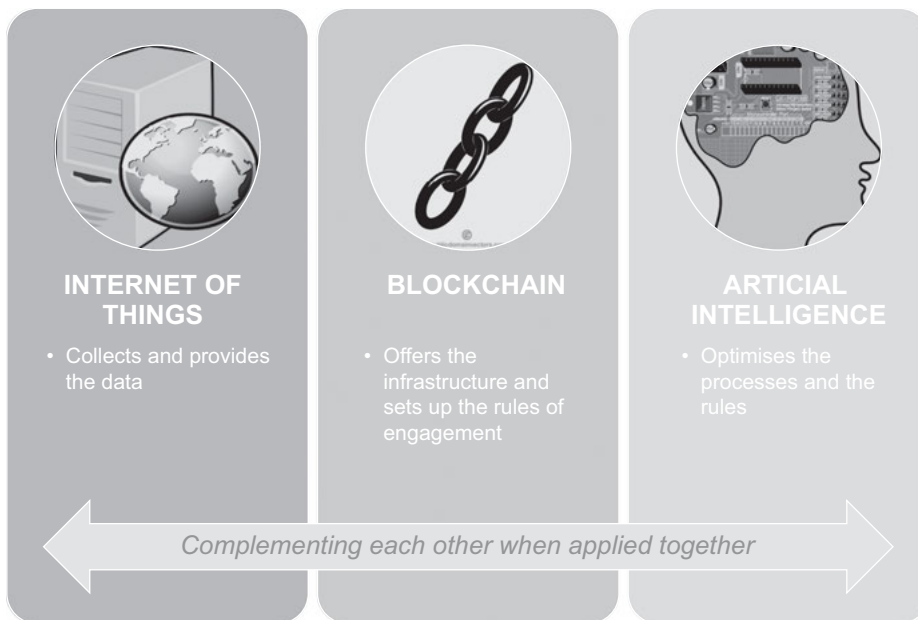 INTERNET OF
THINGS
• Collects and provides
the data
BLOCKCHAIN
• Offers the
infrastructure and
sets up the rules of
engagement
ARTICIAL
INTELLIGENCE
• Optimises the
processes and the
rules
Complementing each other when applied together